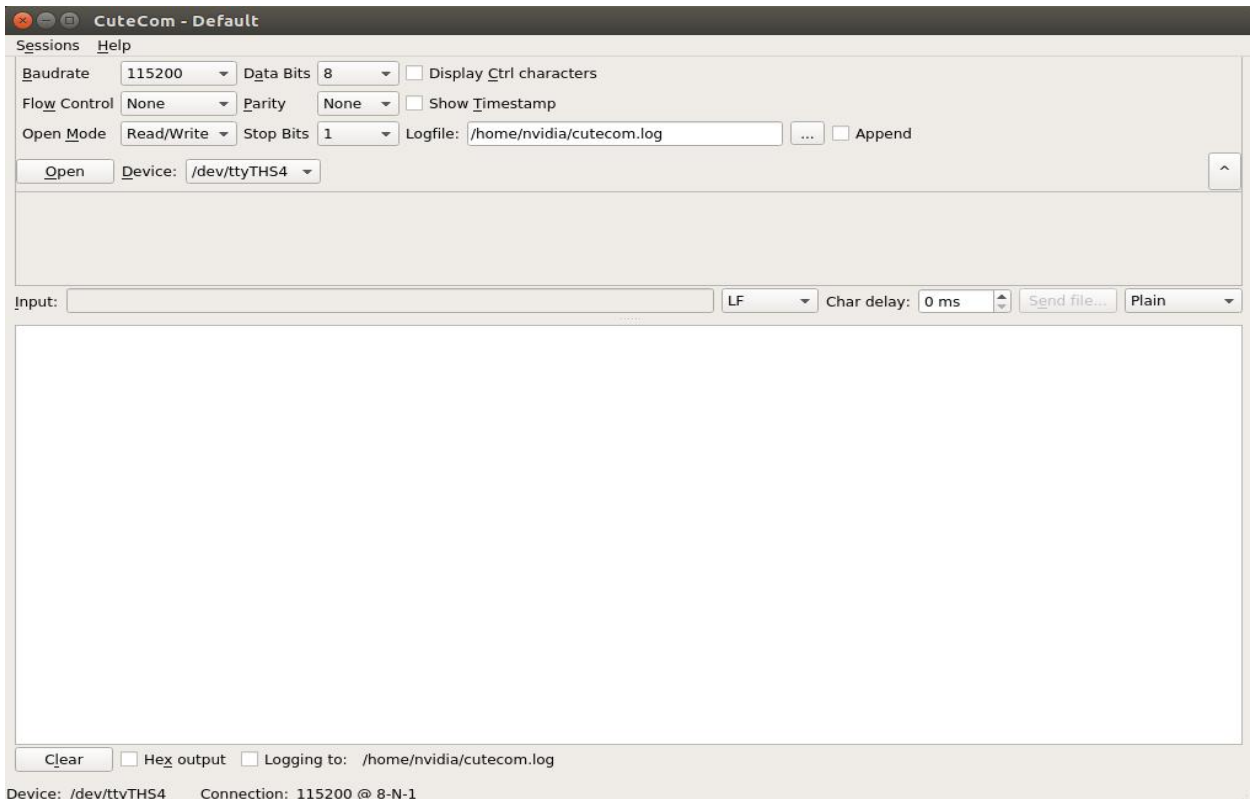 CuteCom - Default
Sessions Help
Baudrate 115200 Data Bits 8 Display Ctrl characters
Flow Control None Parity None Show Timestamp
Open Mode Read/Write Stop Bits 1 Logfile: /home/nvidia/cutecom.log ... Append
Open Device: /dev/ttyTHS4 ^
Input: LF Char delay: 0 ms Send file... Plain
Clear Hex output Logging to: /home/nvidia/cutecom.log
Device: /dev/ttyTHS4 Connection: 115200 @ 8-N-1